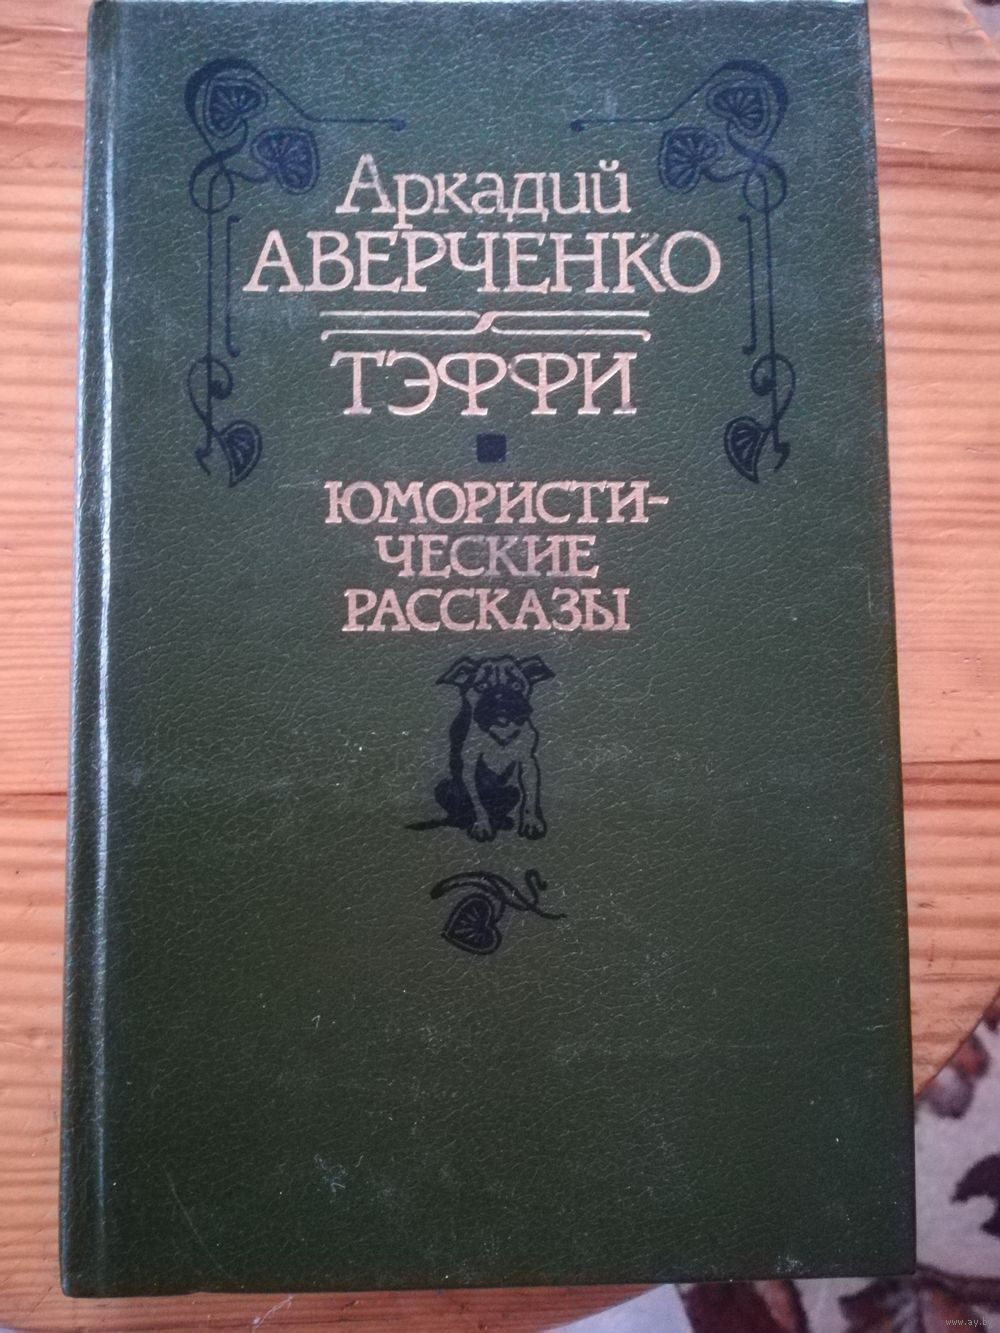 Аркадий
АВЕРЧЕНКО
ТЭФФИ
ЮМОРИСТИ-
ЧЕСКИЕ
РАССКАЗЫ